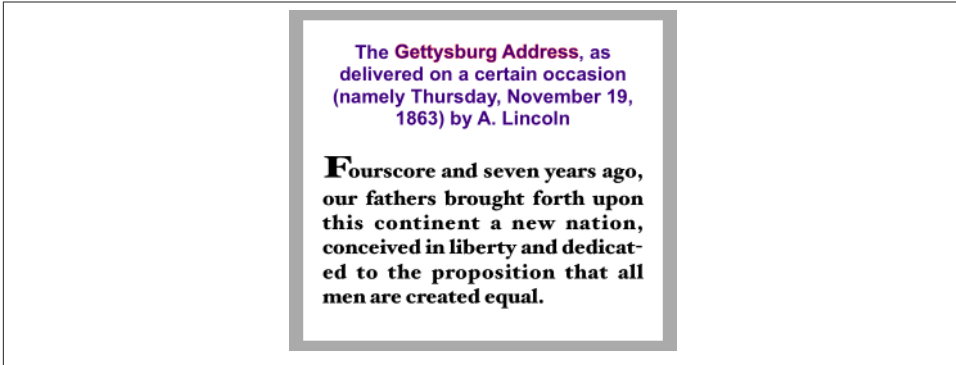 The Gettysburg Address, as
delivered on a certain occasion
(namely Thursday, November 19,
1863) by A. Lincoln
Fourscore and seven years ago,
our fathers brought forth upon
this continent a new nation,
conceived in liberty and dedicat-
ed to the proposition that all
men are created equal.